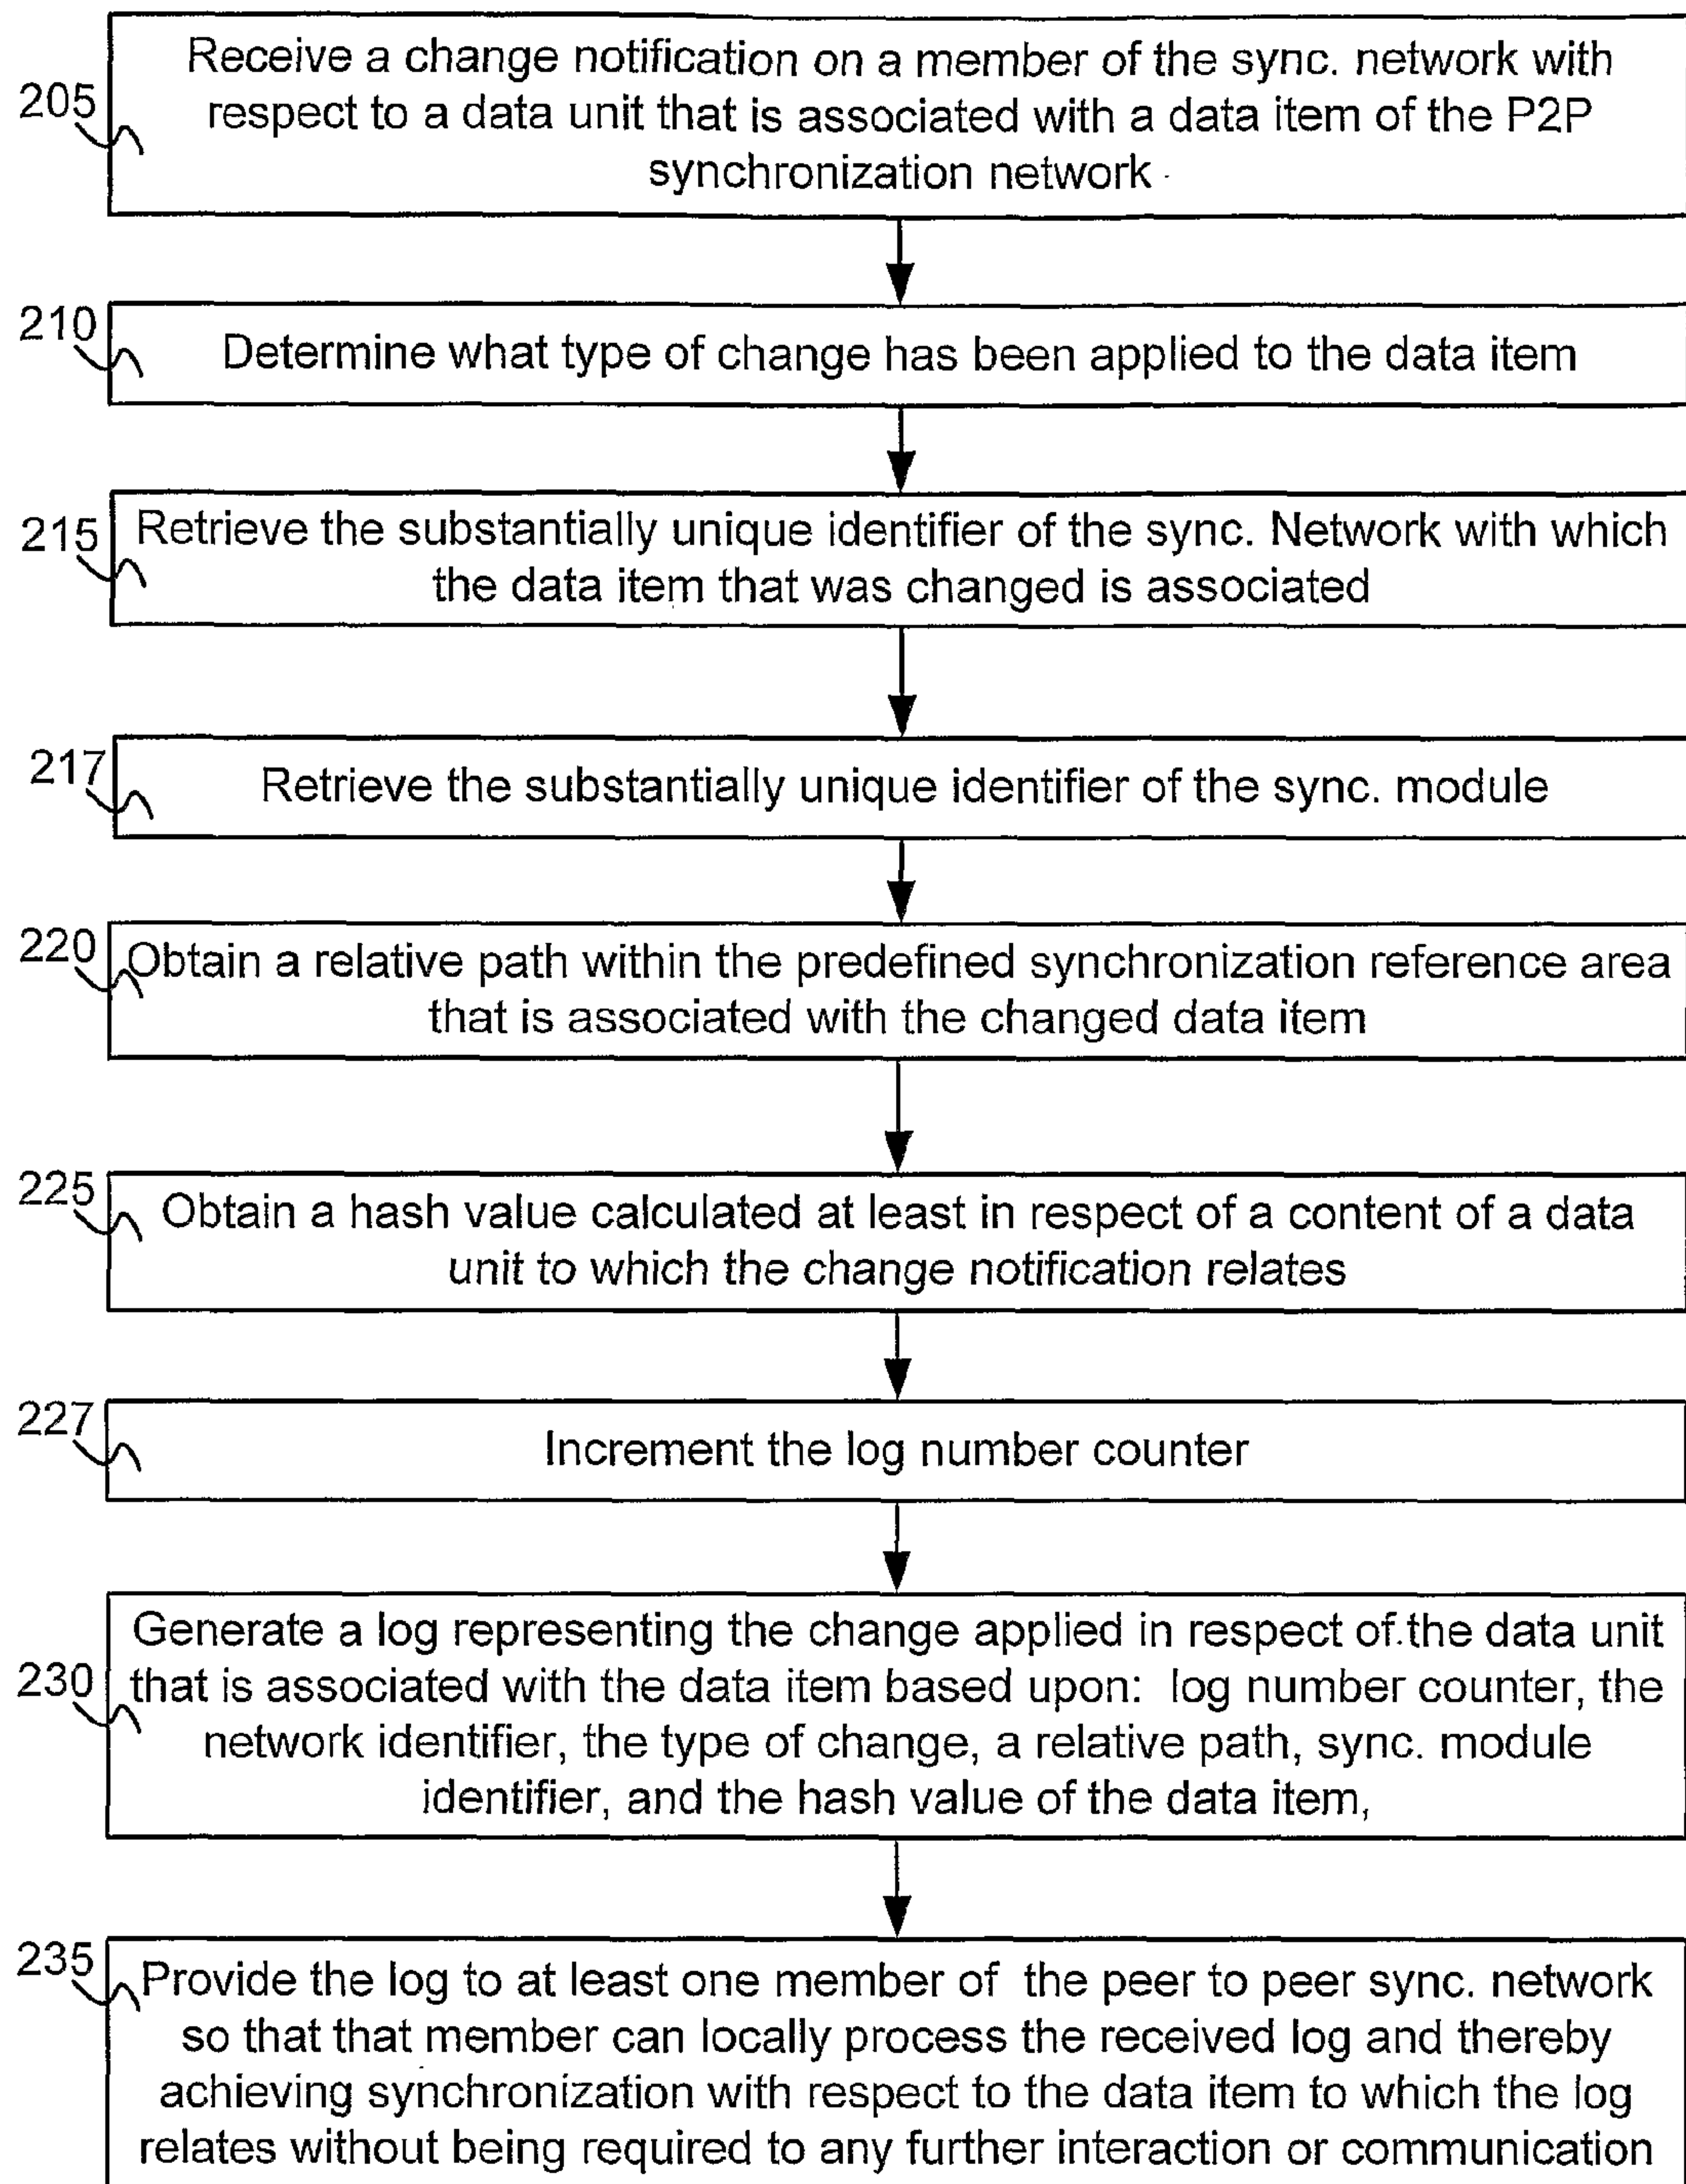 205
Receive a change notification on a member of the sync. network with
respect to a data unit that is associated with a data item of the P2P
synchronization network
210
Determine what type of change has been applied to the data item
215
Retrieve the substantially unique identifier of the sync. Network with which
the data item that was changed is associated
217
Retrieve the substantially unique identifier of the sync. module
220
Obtain a relative path within the predefined synchronization reference area
that is associated with the changed data item
225
Obtain a hash value calculated at least in respect of a content of a data
unit to which the change notification relates
227
Increment the log number counter
230
Generate a log representing the change applied in respect of the data unit
that is associated with the data item based upon: log number counter, the
network identifier, the type of change, a relative path, sync. module
identifier, and the hash value of the data item,
235
Provide the log to at least one member of the peer to peer sync. network
so that that member can locally process the received log and thereby
achieving synchronization with respect to the data item to which the log
relates without being required to any further interaction or communication